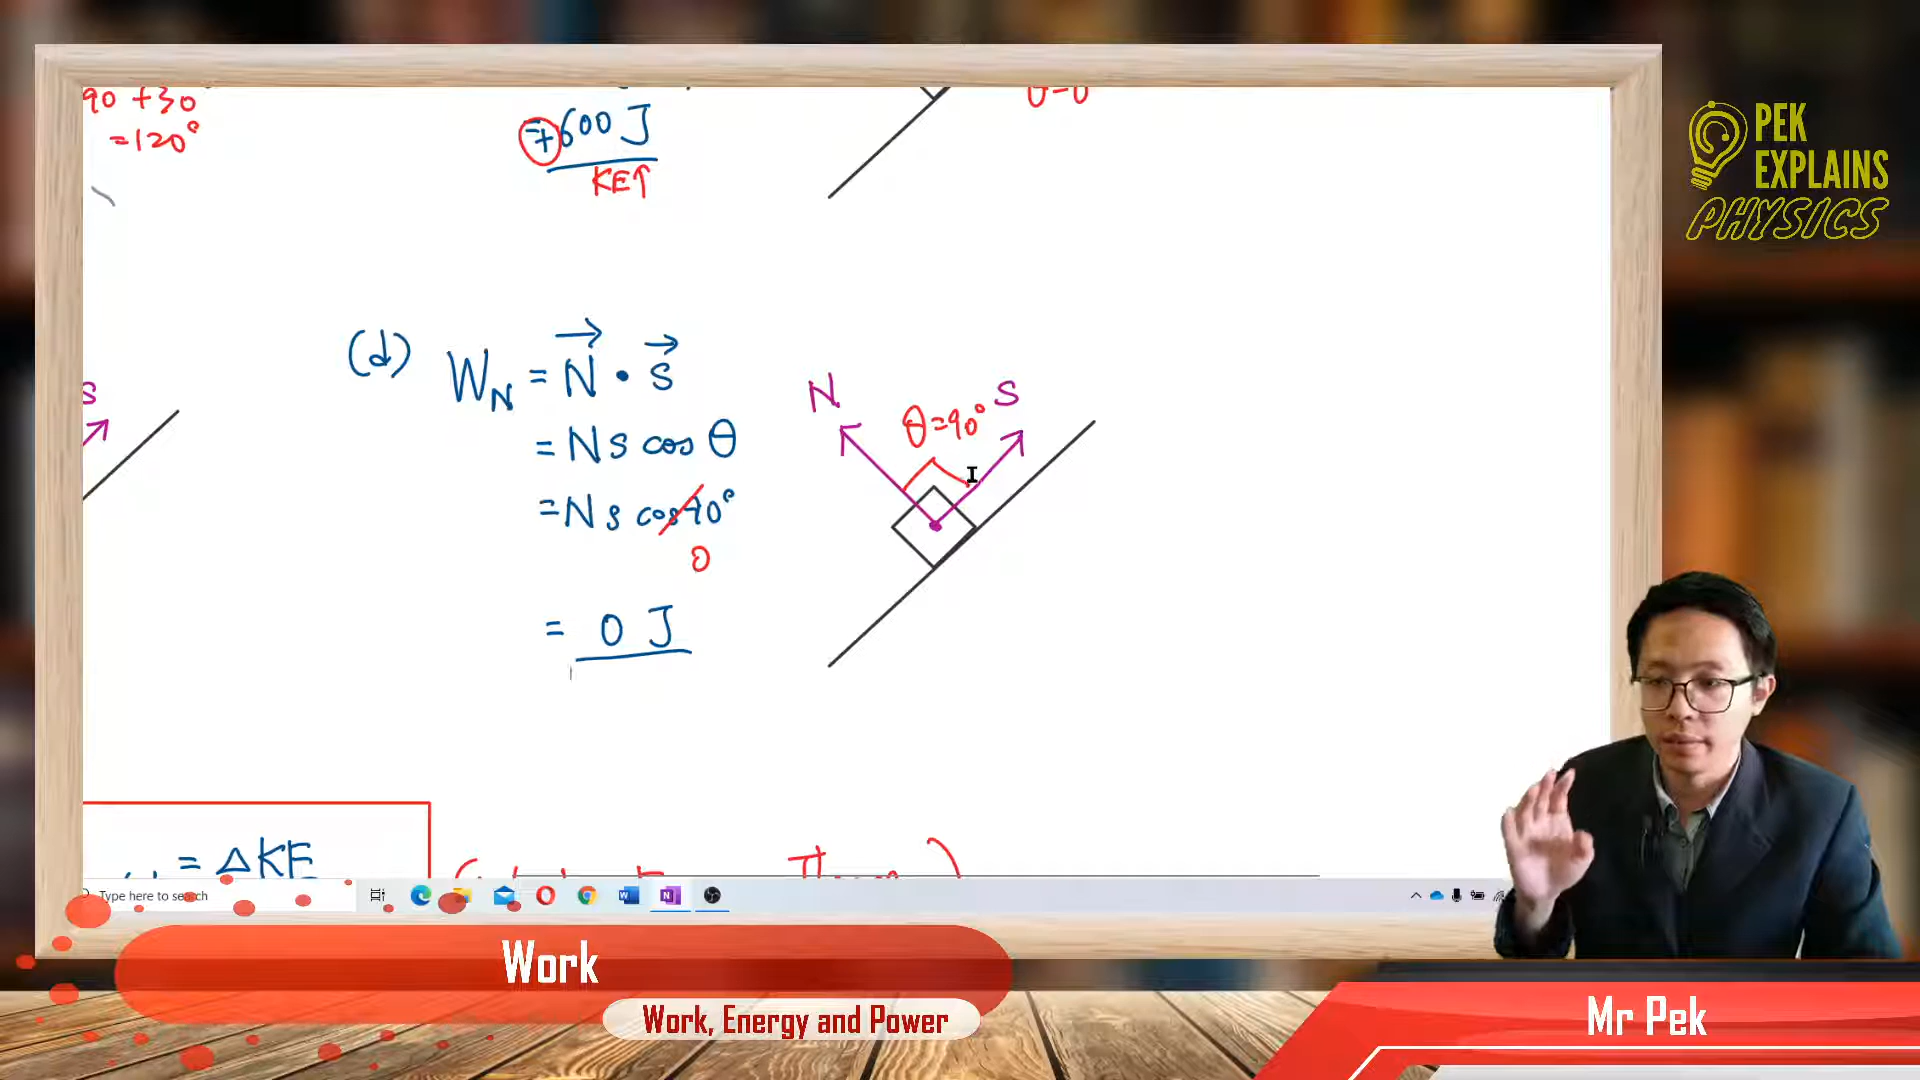 90 + 30
= 120°
= + 600 J
KE↑
θ = 0
PEK
EXPLAINS
PHYSICS
(d) W_N = N⃗ • s⃗
= N s cos θ
= N s cos 90°
0
= 0 J
S
N
θ = 90°
S
= ΔKE
Type here to search
Work
Work, Energy and Power
Mr Pek